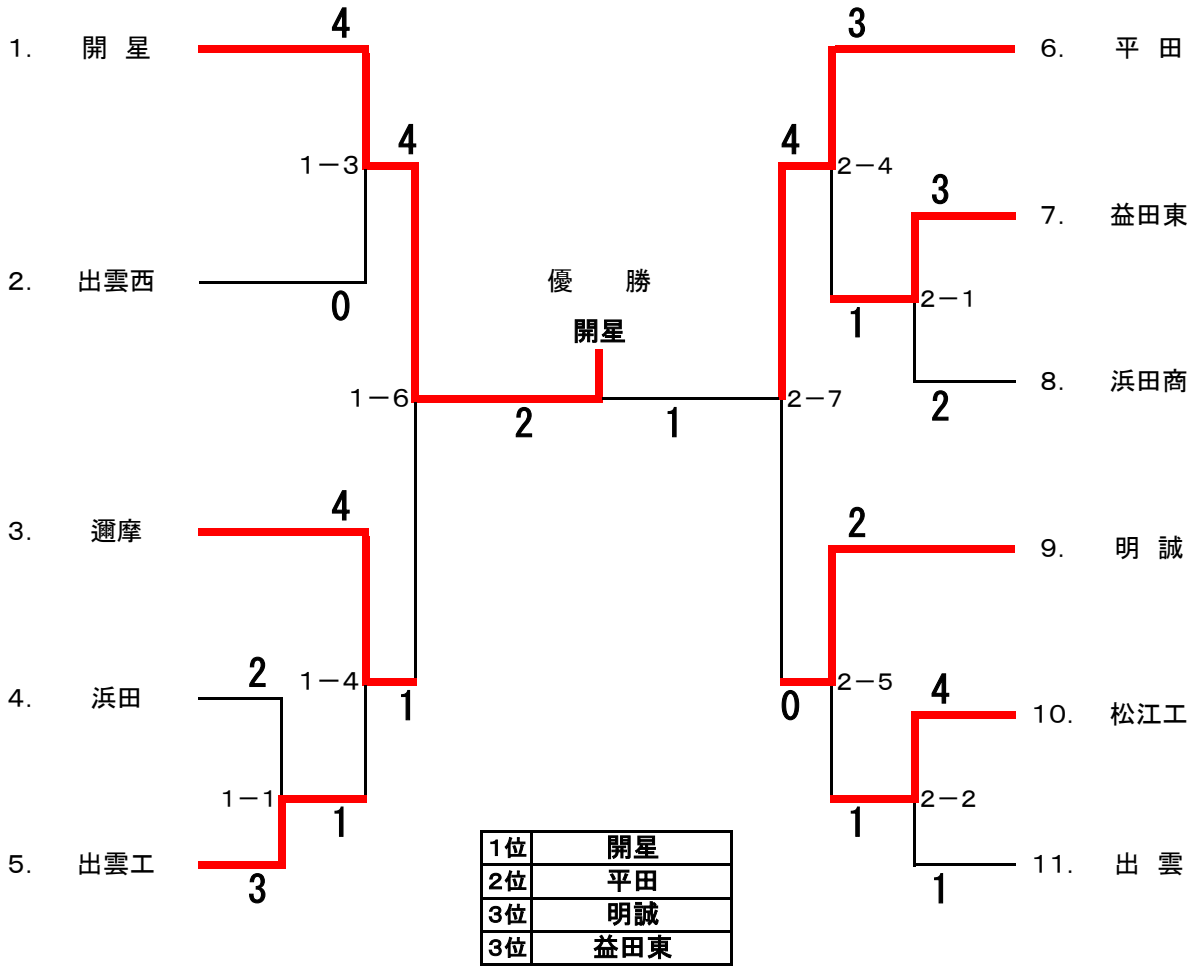 4
3
1. 開 星
6. 平 田
4
4
1－3
2－4
3
7. 益田東
2. 出雲西
0
優 勝
開星
2－1
1
8. 浜田商
2
1－6
2
1
2－7
4
2
3. 邇摩
9. 明 誠
2
1－4
1
0
2－5
4
4. 浜田
10. 松江工
1－1
1
1
2－2
5. 出雲工
3
11. 出 雲
1
1位 開星
2位 平田
3位 明誠
3位 益田東